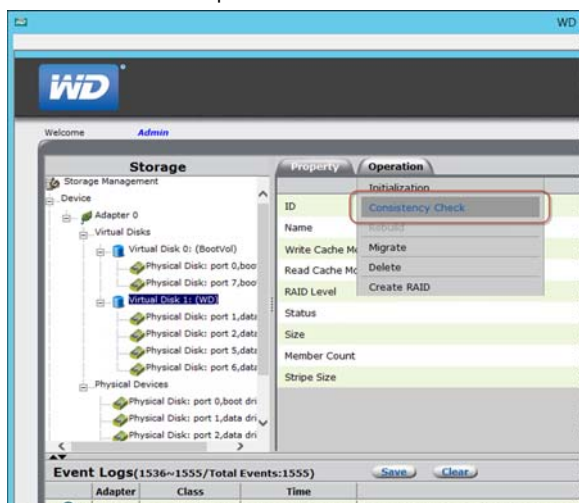 WD
WD
Welcome Admin
Storage
Property Operation
Storage Management
Device
Adapter 0
Virtual Disks
Virtual Disk 0: (BootVol)
Physical Disk: port 0,boo
Physical Disk: port 7,boo
Virtual Disk 1: (WD)
Physical Disk: port 1,data
Physical Disk: port 2,data
Physical Disk: port 5,data
Physical Disk: port 6,data
Physical Devices
Physical Disk: port 0,boot dri
Physical Disk: port 1,data dri
Physical Disk: port 2,data dri
Initialization
Consistency Check
Rebuild
Migrate
Delete
Create RAID
ID
Name
Write Cache Mo
Read Cache Mo
RAID Level
Status
Size
Member Count
Stripe Size
Event Logs(1536~1555/Total Events:1555) Save Clear
Adapter Class Time